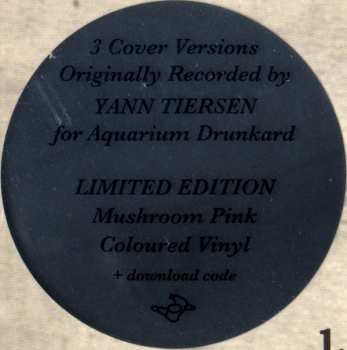 3 Cover Versions
Originally Recorded by
YANN TIERSEN
for Aquarium Drunkard
LIMITED EDITION
Mushroom Pink
Coloured Vinyl
+ download code
1.